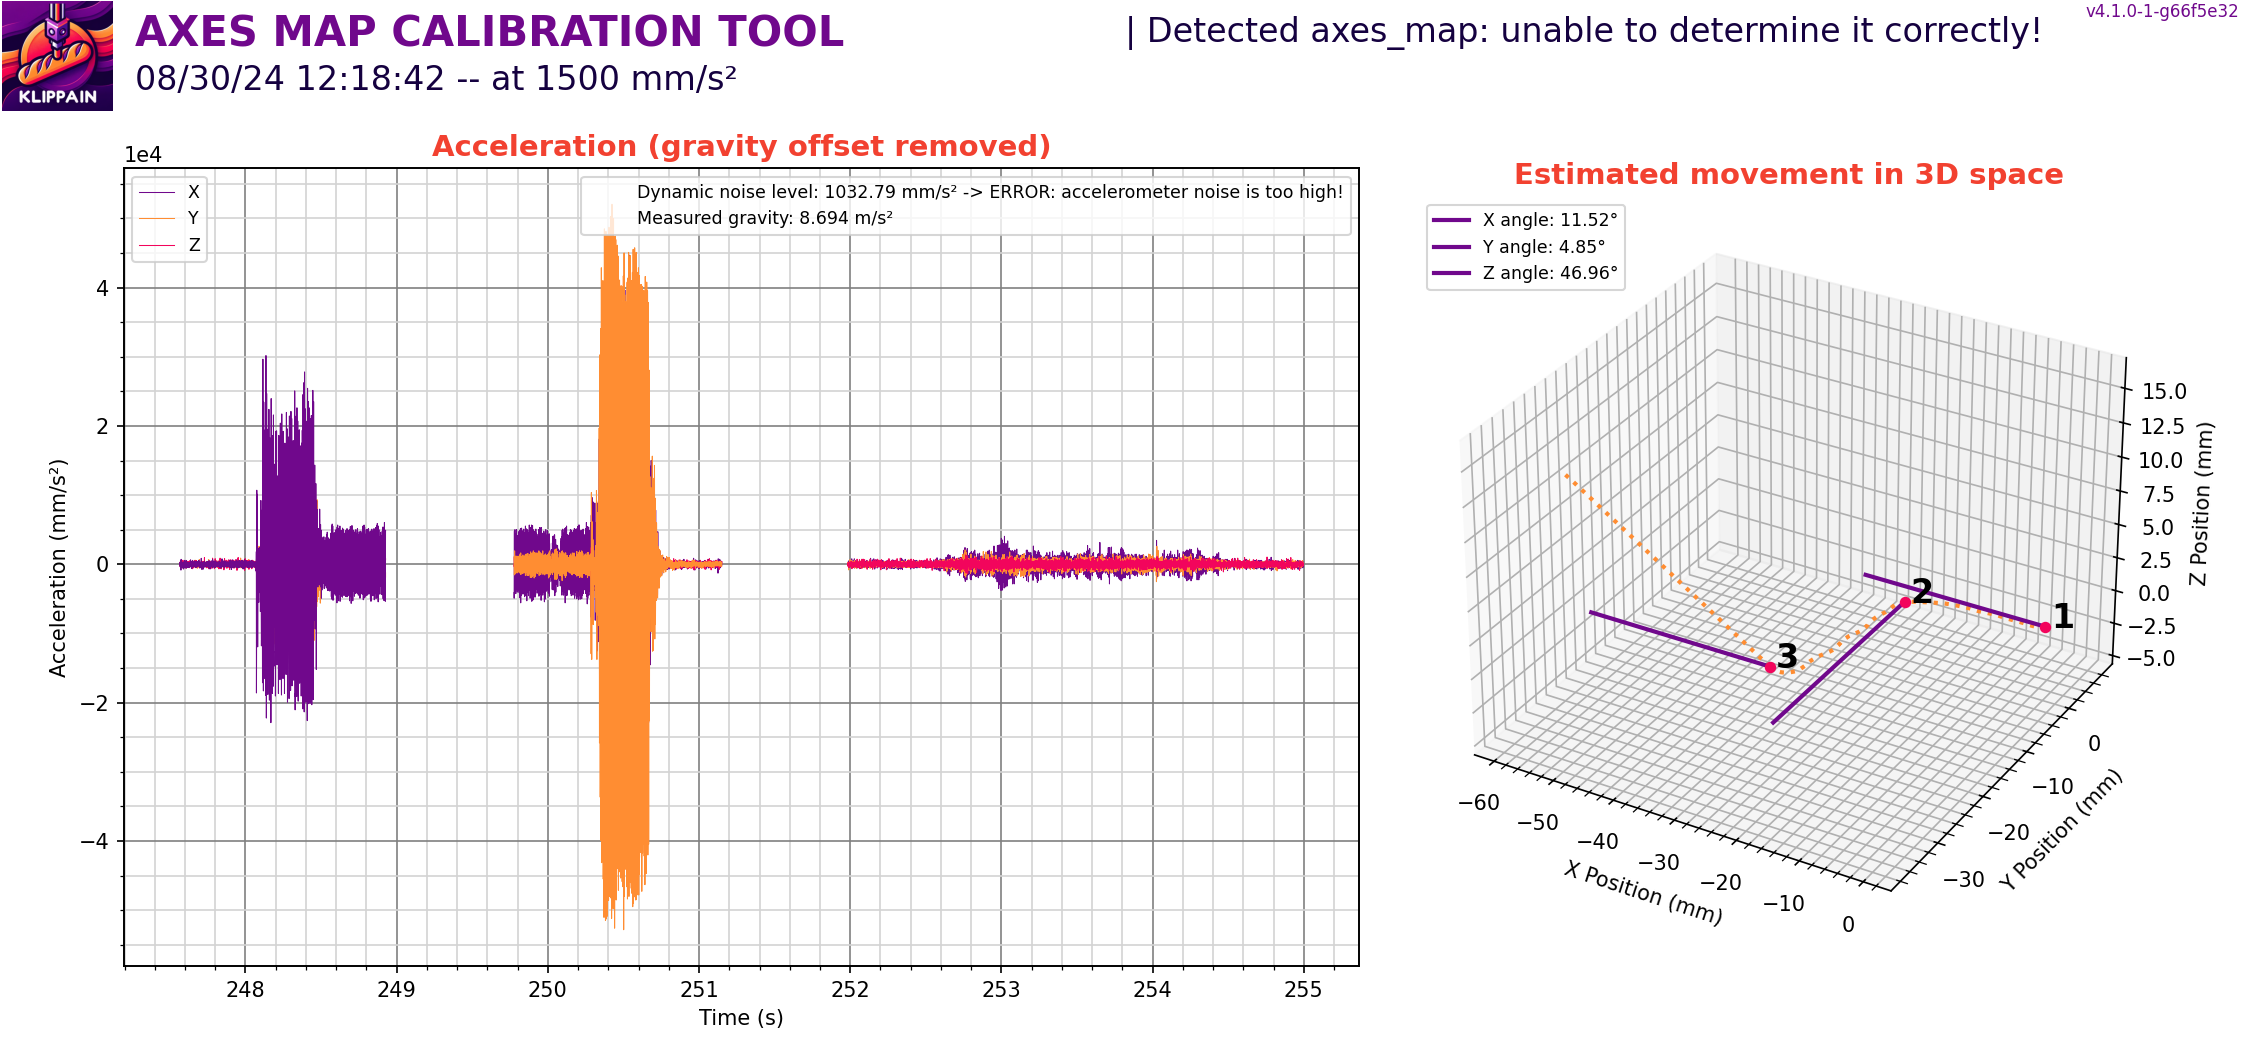 KLIPPAIN
AXES MAP CALIBRATION TOOL
08/30/24 12:18:42 -- at 1500 mm/s²
| Detected axes_map: unable to determine it correctly!
v4.1.0-1-g66f5e32
Acceleration (gravity offset removed)
1e4
X
Y
Z
Dynamic noise level: 1032.79 mm/s² -> ERROR: accelerometer noise is too high!
Measured gravity: 8.694 m/s²
4
2
0
−2
−4
Acceleration (mm/s²)
248
249
250
251
252
253
254
255
Time (s)
Estimated movement in 3D space
X angle: 11.52°
Y angle: 4.85°
Z angle: 46.96°
1
2
3
15.0
12.5
10.0
7.5
5.0
2.5
0.0
−2.5
−5.0
Z Position (mm)
0
−10
−20
−30
Y Position (mm)
−60
−50
−40
−30
−20
−10
0
X Position (mm)